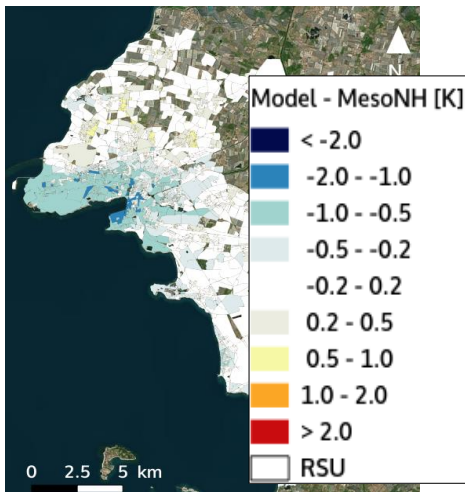 N
Model - MesoNH [K]
< -2.0
-2.0 - -1.0
-1.0 - -0.5
-0.5 - -0.2
-0.2 - 0.2
0.2 - 0.5
0.5 - 1.0
1.0 - 2.0
> 2.0
RSU
0 2.5 5 km